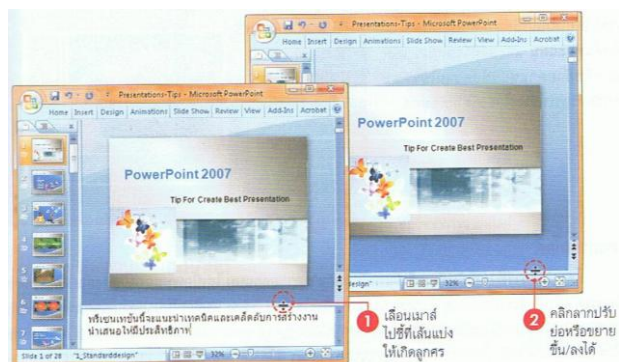 Presentations-Tips - Microsoft PowerPoint
Home Insert Design Animations Slide Show Review View Add-Ins Acrobat
PowerPoint 2007
Tip For Create Best Presentation
32%
Presentations-Tips - Microsoft PowerPoint
Home Insert Design Animations Slide Show Review View Add-Ins Acrobat
1
2
3
4
5
6
7
PowerPoint 2007
Tip For Create Best Presentation
พรีเซนเทชันนี้จะแนะนำเทคนิคและเคล็ดลับการสร้างงาน
นำเสนอให้มีประสิทธิภาพ
Slide 1 of 28 "1_Standarddesign" 32%
1 เลื่อนเมาส์
ไปชี้ที่เส้นแบ่ง
ให้เกิดลูกศร
2 คลิกลากปรับ
ย่อหรือขยาย
ขึ้น/ลงได้